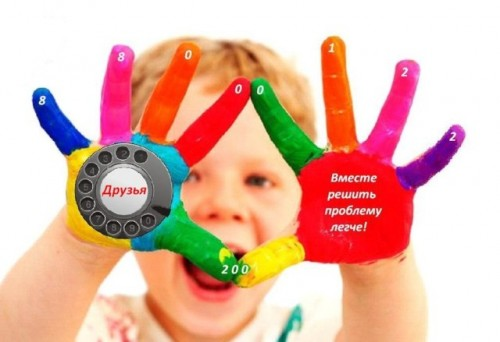 8 8 0 0 0 1 2 2
Друзья
Вместе
решить
проблему
легче!
200